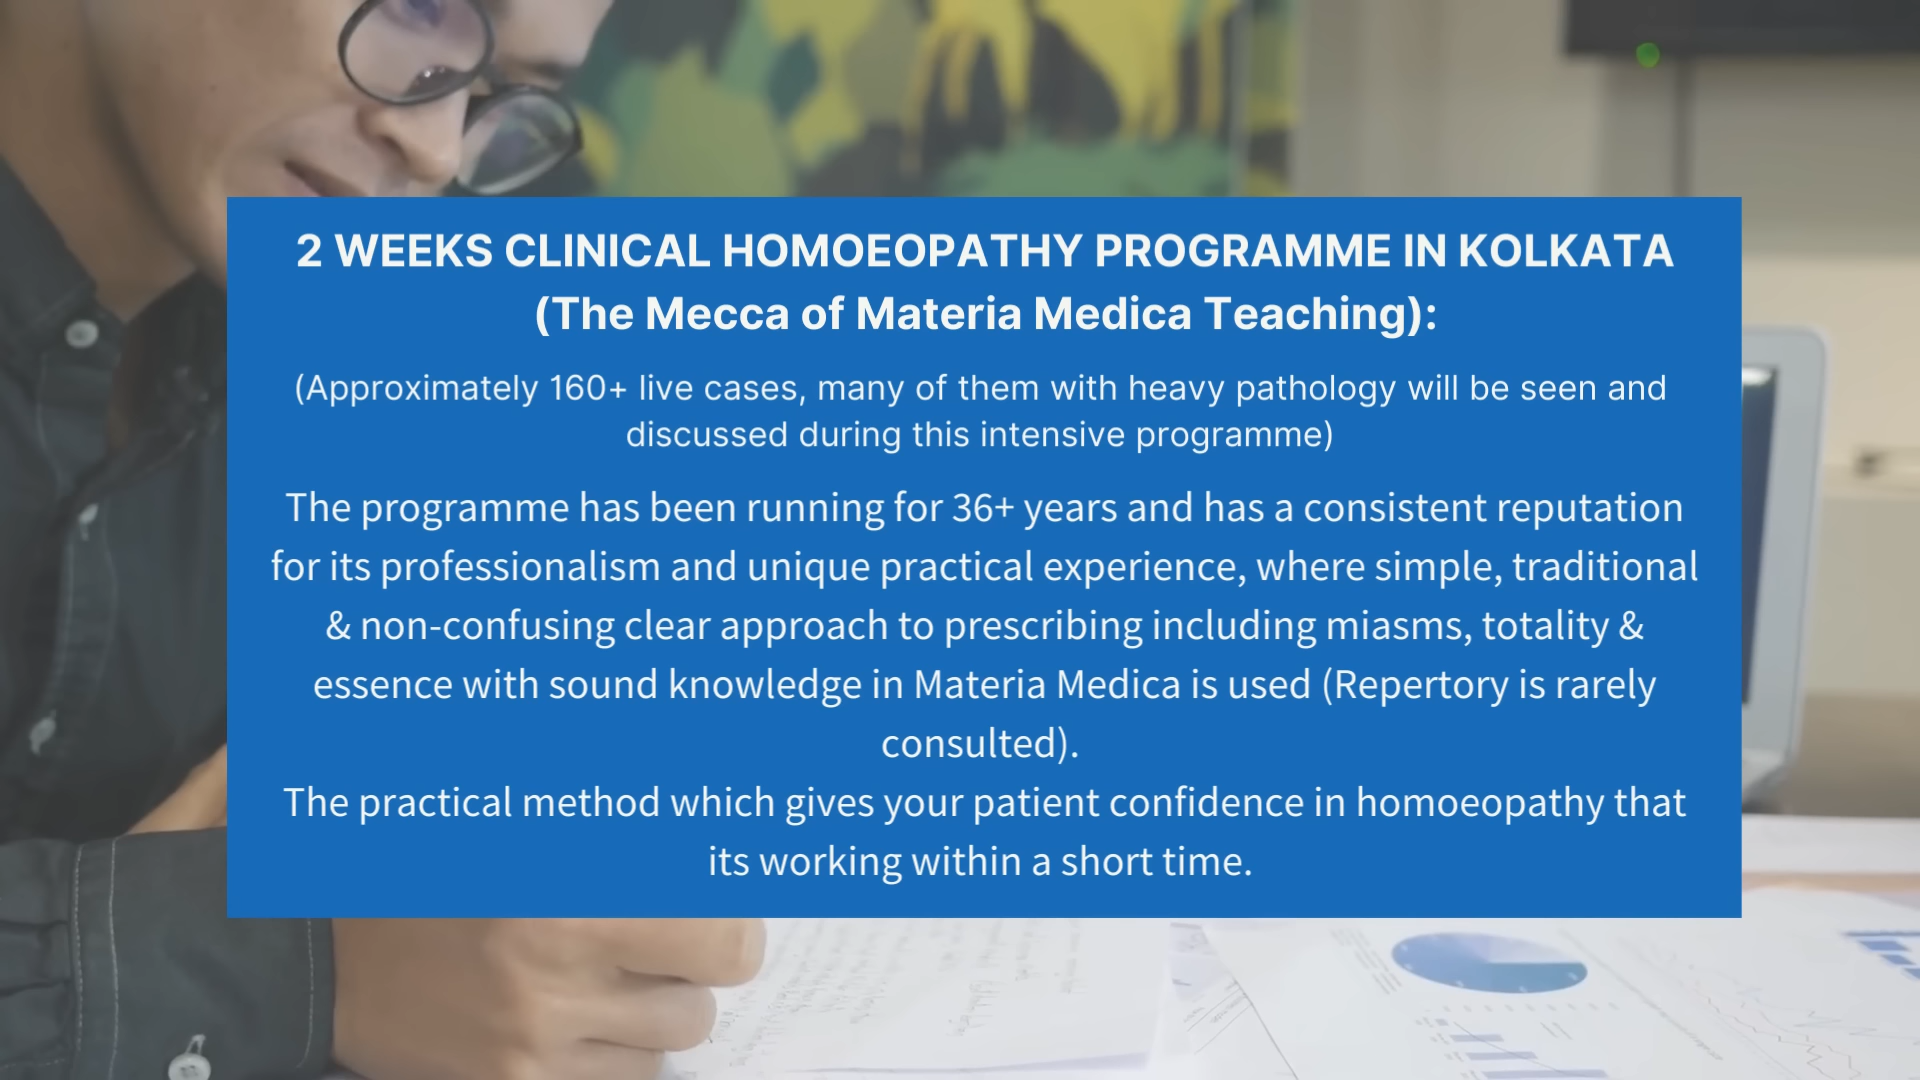 2 WEEKS CLINICAL HOMOEOPATHY PROGRAMME IN KOLKATA
(The Mecca of Materia Medica Teaching):
(Approximately 160+ live cases, many of them with heavy pathology will be seen and
discussed during this intensive programme)
The programme has been running for 36+ years and has a consistent reputation
for its professionalism and unique practical experience, where simple, traditional
& non-confusing clear approach to prescribing including miasms, totality &
essence with sound knowledge in Materia Medica is used (Repertory is rarely
consulted).
The practical method which gives your patient confidence in homoeopathy that
its working within a short time.